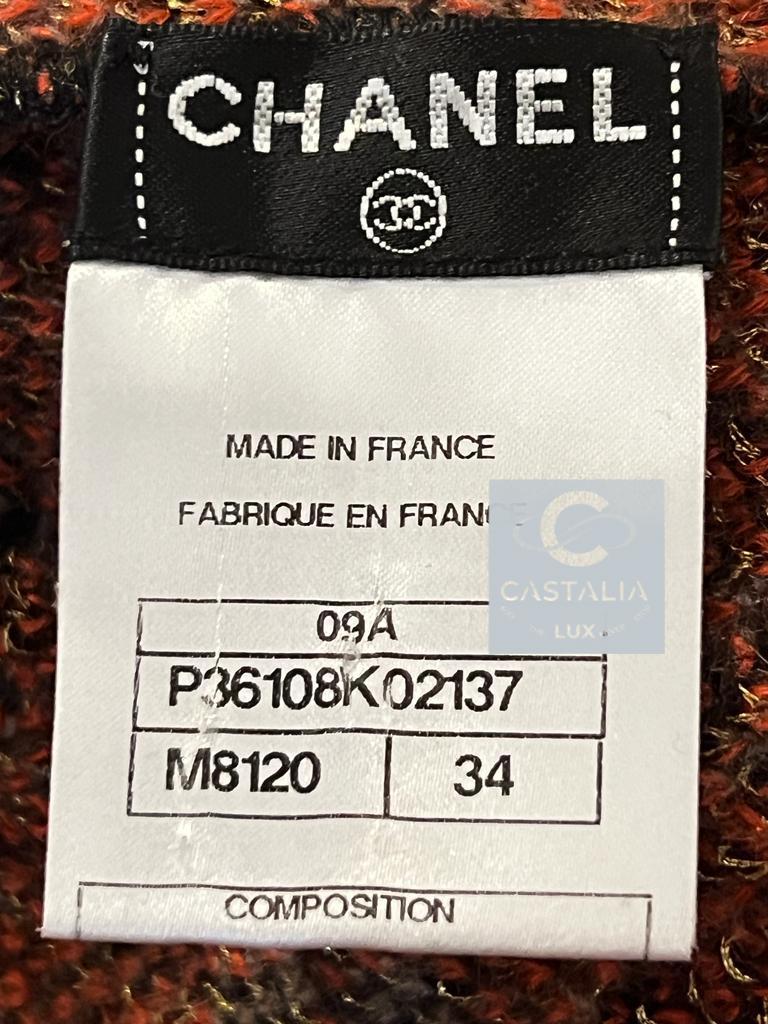 CHANEL
MADE IN FRANCE
FABRIQUE EN FRANCE
CASTALIA
LUX
09A
P36108K02137
M8120 34
COMPOSITION